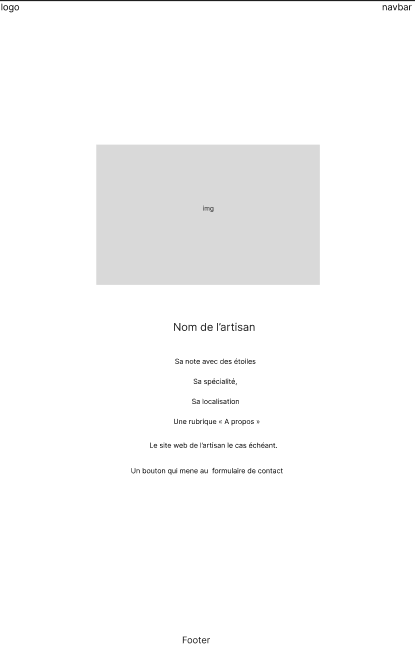 logo
navbar
img
Nom de l'artisan
Sa note avec des étoiles
Sa spécialité,
Sa localisation
Une rubrique « A propos »
Le site web de l'artisan le cas échéant.
Un bouton qui mene au  formulaire de contact
Footer